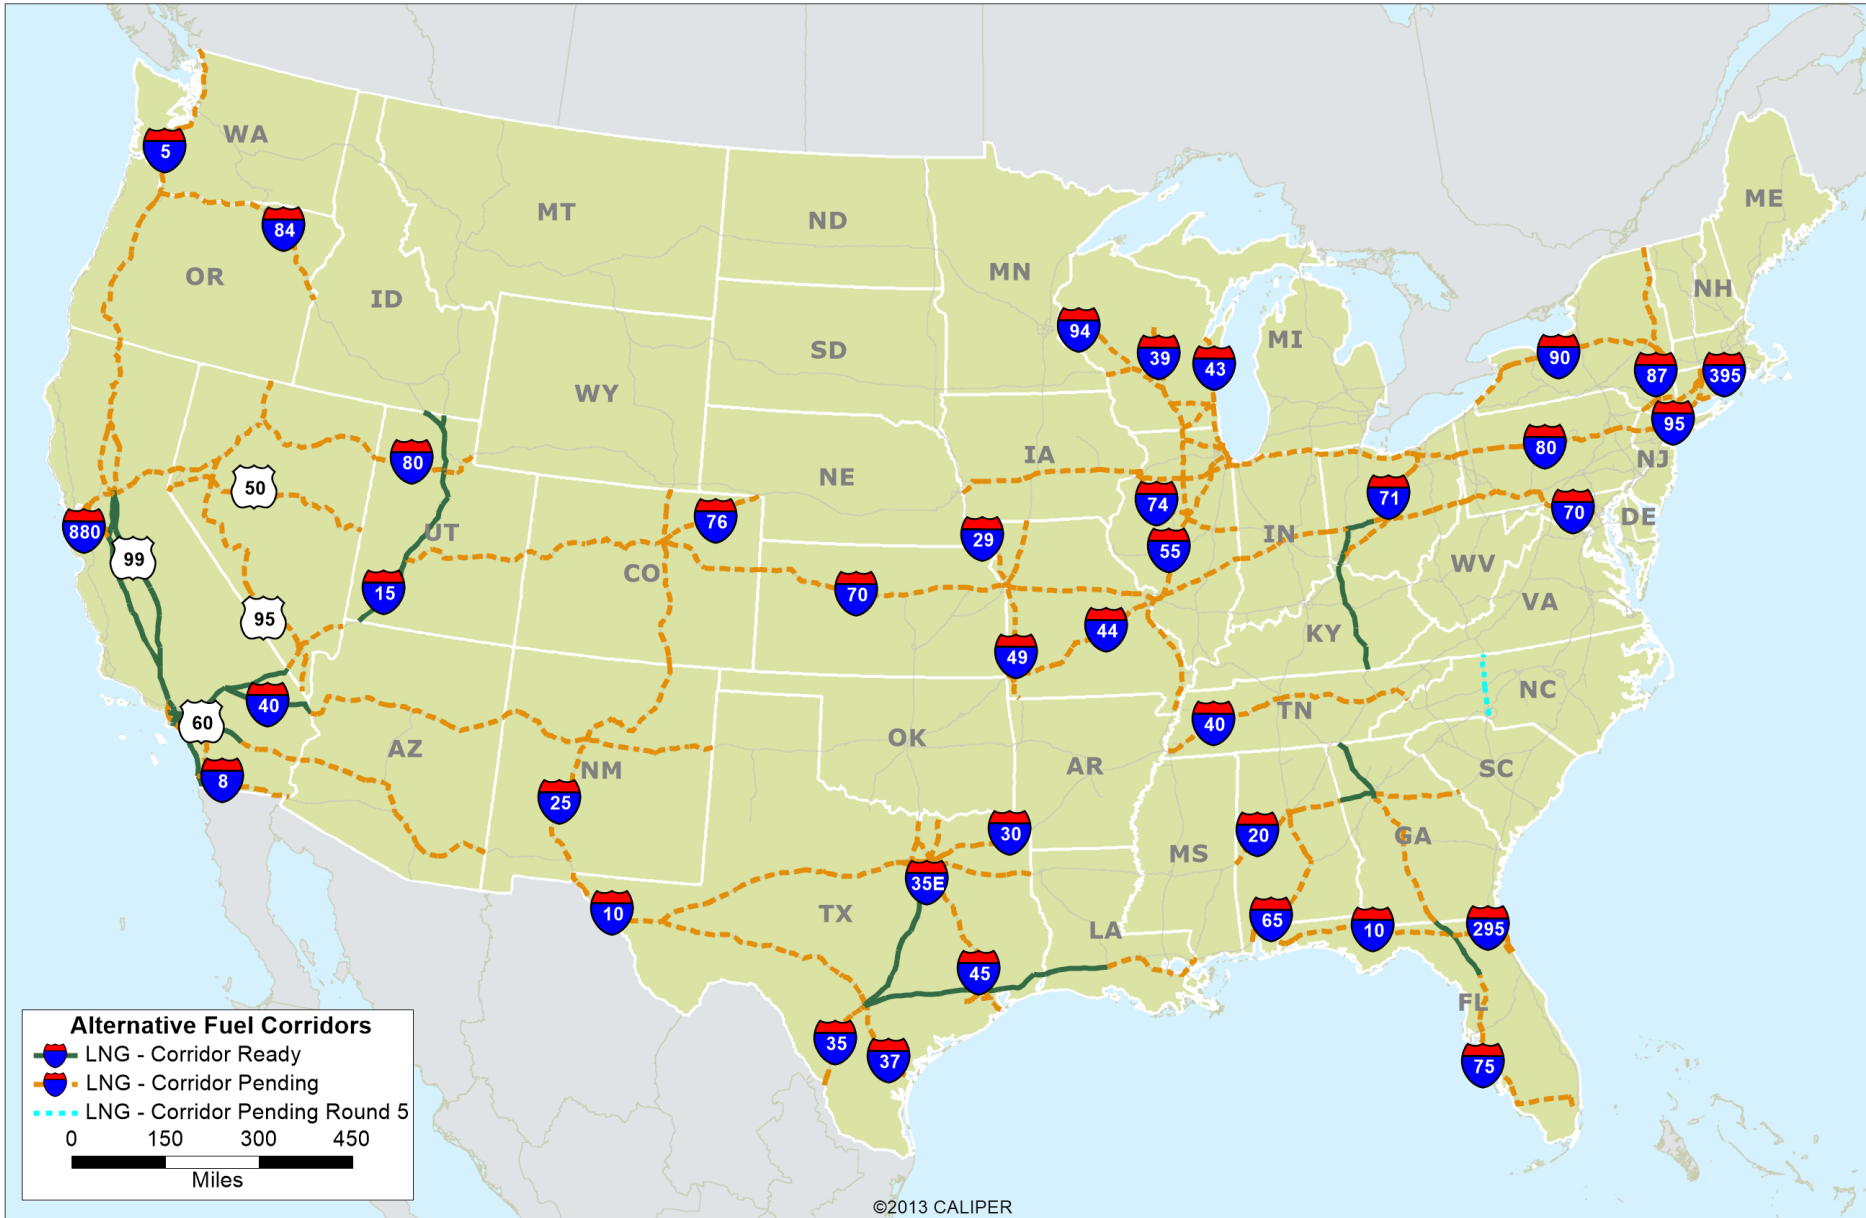 WA
5
MT
ND
ME
84
OR
MN
ID
NH
94
MI
SD
39
43
90
87
395
WY
95
80
IA
80
NJ
NE
50
74
71
76
70
DE
880
UT
29
IN
55
99
WV
CO
15
70
VA
95
44
KY
49
40
NC
60
40
TN
AZ
OK
NM
AR
SC
8
25
30
20
GA
MS
35E
10
TX
65
10
295
LA
45
FL
35
37
75
Alternative Fuel Corridors
LNG - Corridor Ready
LNG - Corridor Pending
LNG - Corridor Pending Round 5
0 150 300 450
Miles
©2013 CALIPER